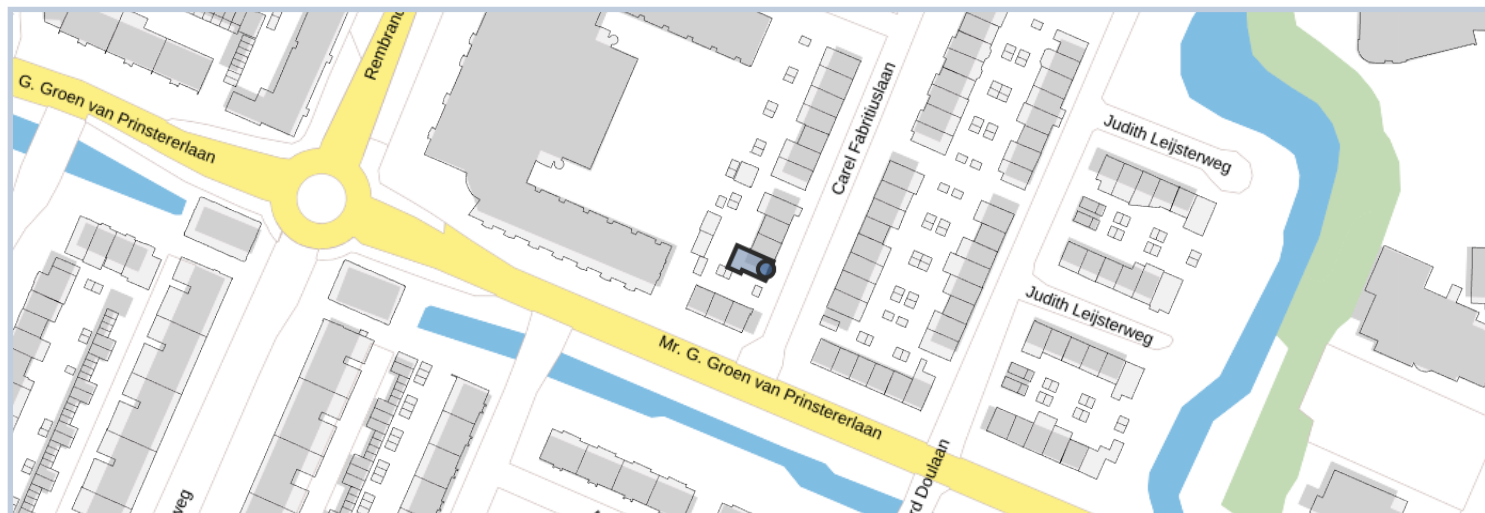 Rembrand
G. Groen van Prinstererlaan
Carel Fabritiuslaan
Judith Leijsterweg
Judith Leijsterweg
Mr. G. Groen van Prinstererlaan
rd Doulaan
weg